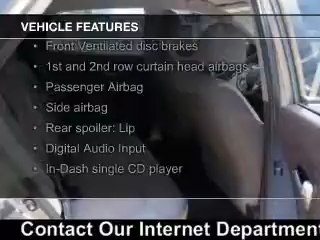 VEHICLE FEATURES
• Front Ventilated disc brakes
• 1st and 2nd row curtain head airbags
• Passenger Airbag
• Side airbag
• Rear spoiler: Lip
• Digital Audio Input
• In-Dash single CD player
Contact Our Internet Department